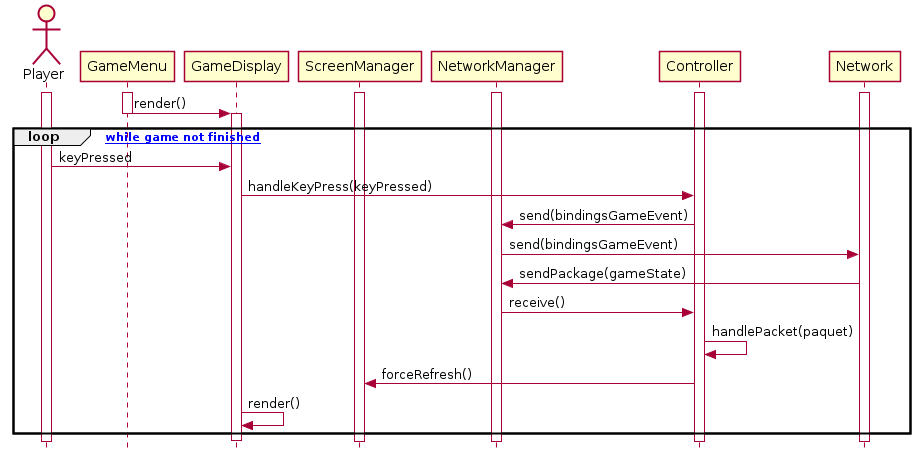 Player
GameMenu
GameDisplay
ScreenManager
NetworkManager
Controller
Network
render()
loop
while game not finished
keyPressed
handleKeyPress(keyPressed)
send(bindingsGameEvent)
send(bindingsGameEvent)
sendPackage(gameState)
receive()
handlePacket(paquet)
forceRefresh()
render()